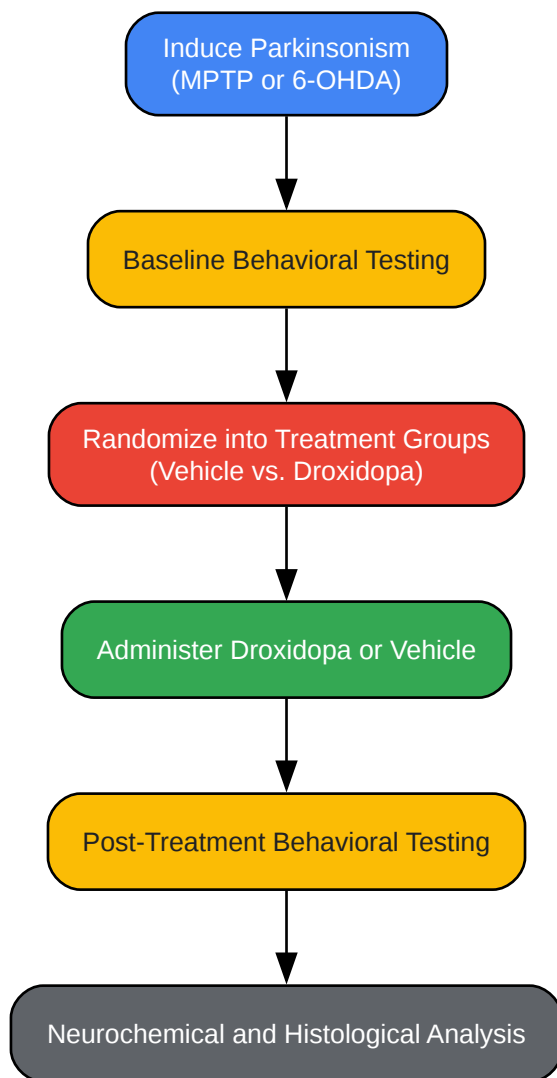 Induce Parkinsonism
(MPTP or 6-OHDA)
Baseline Behavioral Testing
Randomize into Treatment Groups
(Vehicle vs. Droxidopa)
Administer Droxidopa or Vehicle
Post-Treatment Behavioral Testing
Neurochemical and Histological Analysis